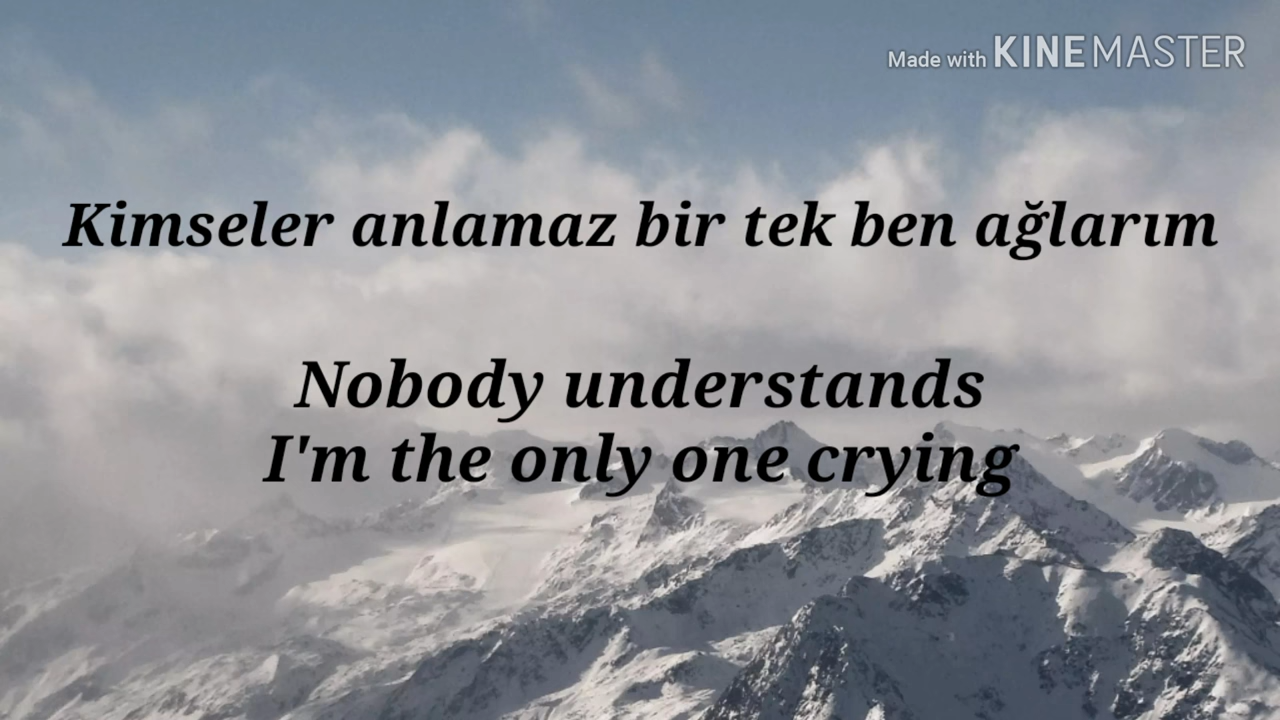 Made with KINEMASTER
Kimseler anlamaz bir tek ben ağlarım
Nobody understands
I'm the only one crying